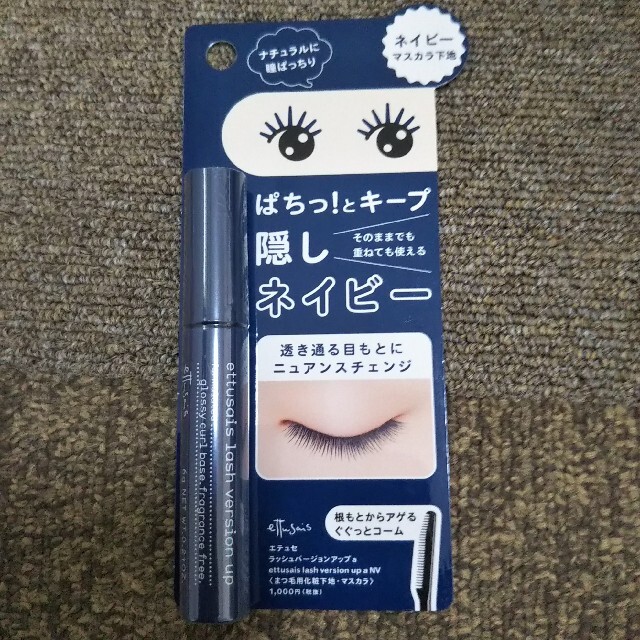 ナチュラルに
瞳ぱっちり
ネイビー
マスカラ下地
ぱちっ!とキープ
隠し
ネイビー
そのままでも
重ねても使える
透き通る目もとに
ニュアンスチェンジ
ettusais
根もとからアゲる
ぐぐっとコーム
エテュセ
ラッシュバージョンアップa
ettusais lash version up a NV
〈まつ毛用化粧下地・マスカラ〉
1,000円(税抜)
ettusais lash version up
glossy curl base, fragrance free.
ettusais
6g NET WT. 0.21OZ.